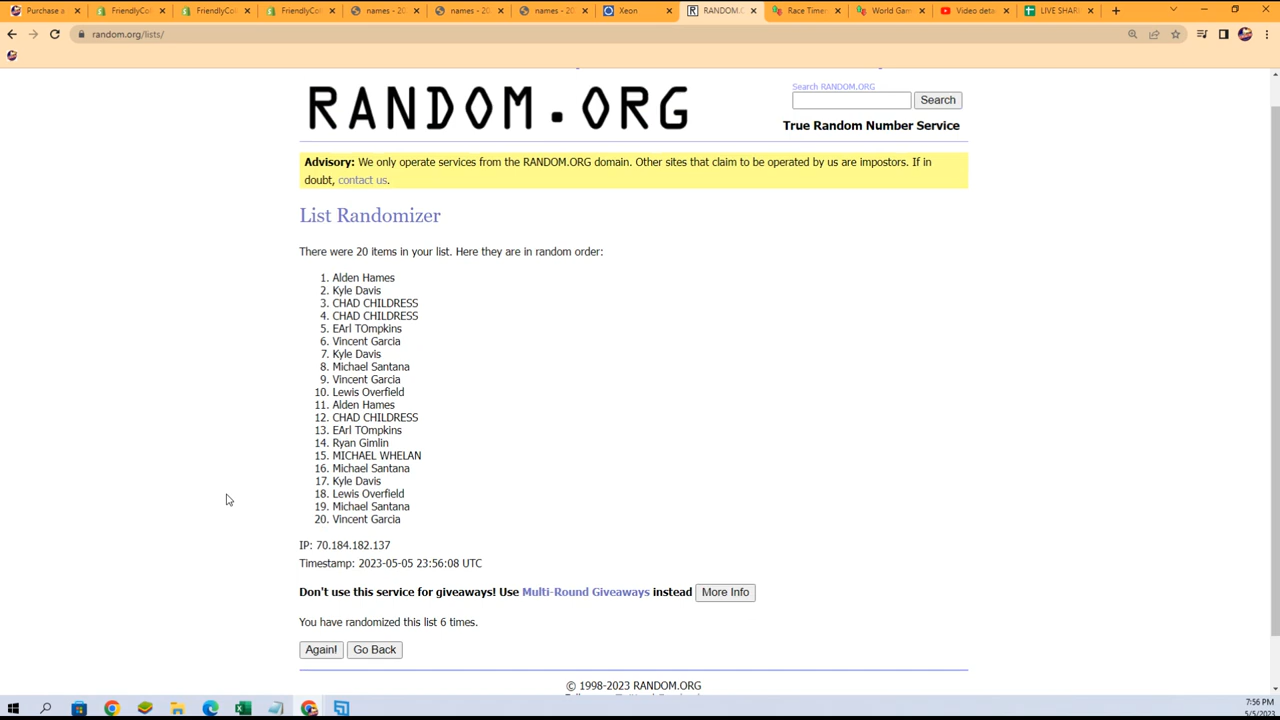 Purchase a
FriendlyCo
FriendlyCo
FriendlyCo
names - 20
names - 20
names - 20
Xeon
RANDOM.O
Race Timer
World Gam
Video deta
LIVE SHAR
random.org/lists/
RANDOM.ORG
Search RANDOM.ORG
Search
True Random Number Service
Advisory: We only operate services from the RANDOM.ORG domain. Other sites that claim to be operated by us are impostors. If in
doubt, contact us.
List Randomizer
There were 20 items in your list. Here they are in random order:
1. Alden Hames
2. Kyle Davis
3. CHAD CHILDRESS
4. CHAD CHILDRESS
5. EArl TOmpkins
6. Vincent Garcia
7. Kyle Davis
8. Michael Santana
9. Vincent Garcia
10. Lewis Overfield
11. Alden Hames
12. CHAD CHILDRESS
13. EArl TOmpkins
14. Ryan Gimlin
15. MICHAEL WHELAN
16. Michael Santana
17. Kyle Davis
18. Lewis Overfield
19. Michael Santana
20. Vincent Garcia
IP: 70.184.182.137
Timestamp: 2023-05-05 23:56:08 UTC
Don't use this service for giveaways! Use Multi-Round Giveaways instead More Info
You have randomized this list 6 times.
Again! Go Back
© 1998-2023 RANDOM.ORG
7:56 PM
5/5/2023